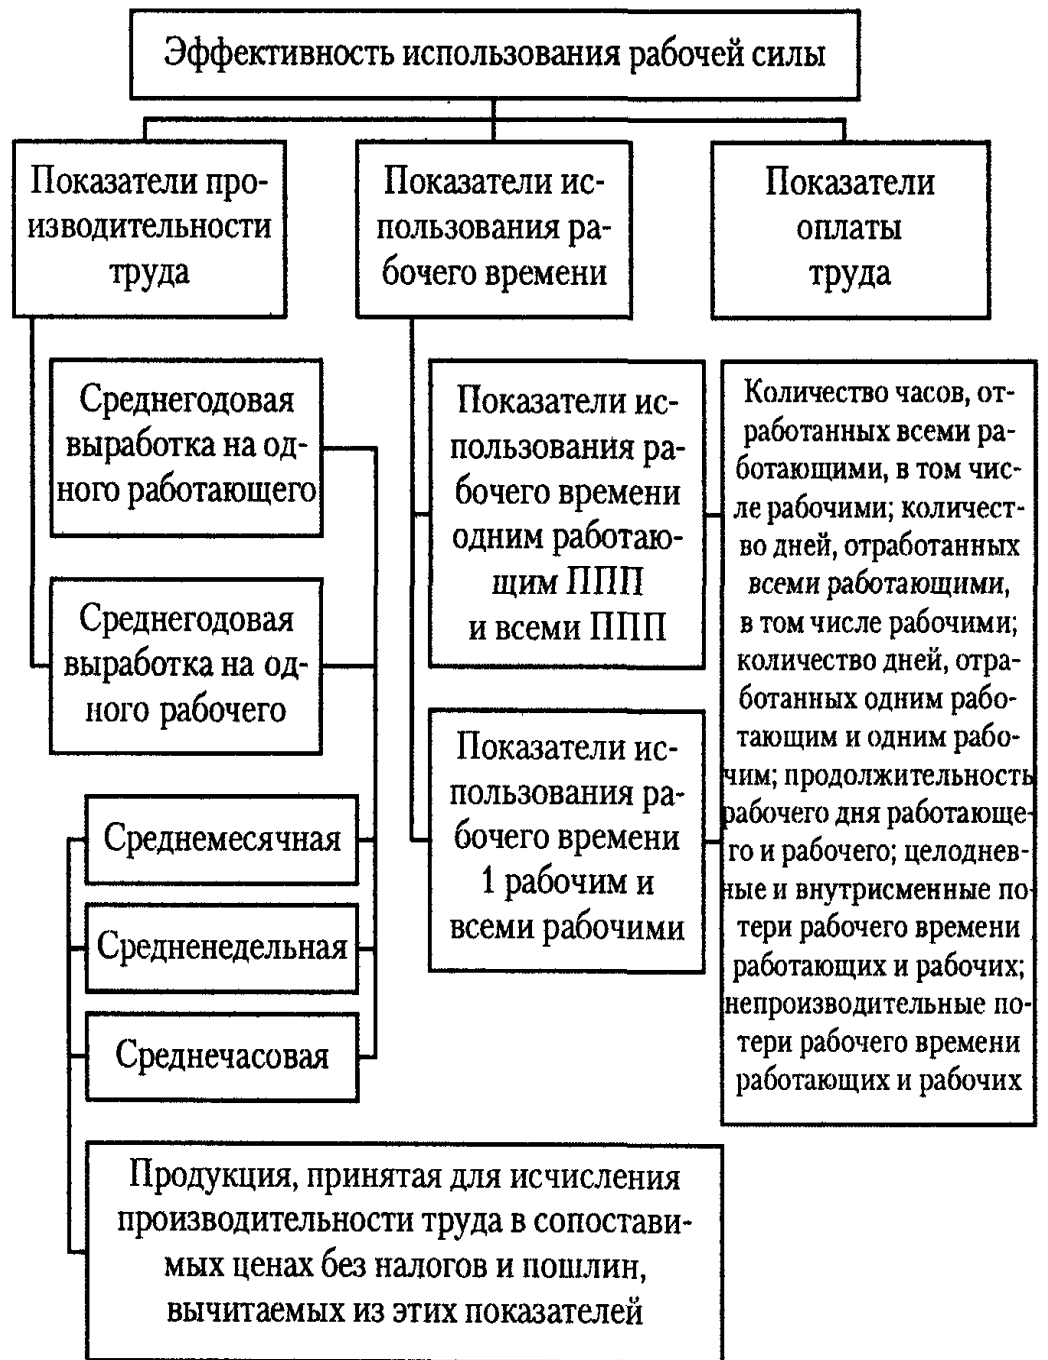 Эффективность использования рабочей силы
Показатели про-
изводительности
труда
Показатели ис-
пользования ра-
бочего времени
Показатели
оплаты
труда
Среднегодовая
выработка на од-
ного работающего
Среднегодовая
выработка на од-
ного рабочего
Среднемесячная
Средненедельная
Среднечасовая
Продукция, принятая для исчисления
производительности труда в сопостави-
мых ценах без налогов и пошлин,
вычитаемых из этих показателей
Показатели ис-
пользования ра-
бочего времени
одним работаю-
щим ППП
и всеми ППП
Показатели ис-
пользования ра-
бочего времени
1 рабочим и
всеми рабочими
Количество часов, от-
работанных всеми ра-
ботающими, в том чис-
ле рабочими; количест-
во дней, отработанных
всеми работающими,
в том числе рабочими;
количество дней, отра-
ботанных одним рабо-
тающим и одним рабо-
чим; продолжительность
рабочего дня работающе-
го и рабочего; целоднев-
ные и внутрисменные по-
тери рабочего времени
работающих и рабочих;
непроизводительные по-
тери рабочего времени
работающих и рабочих